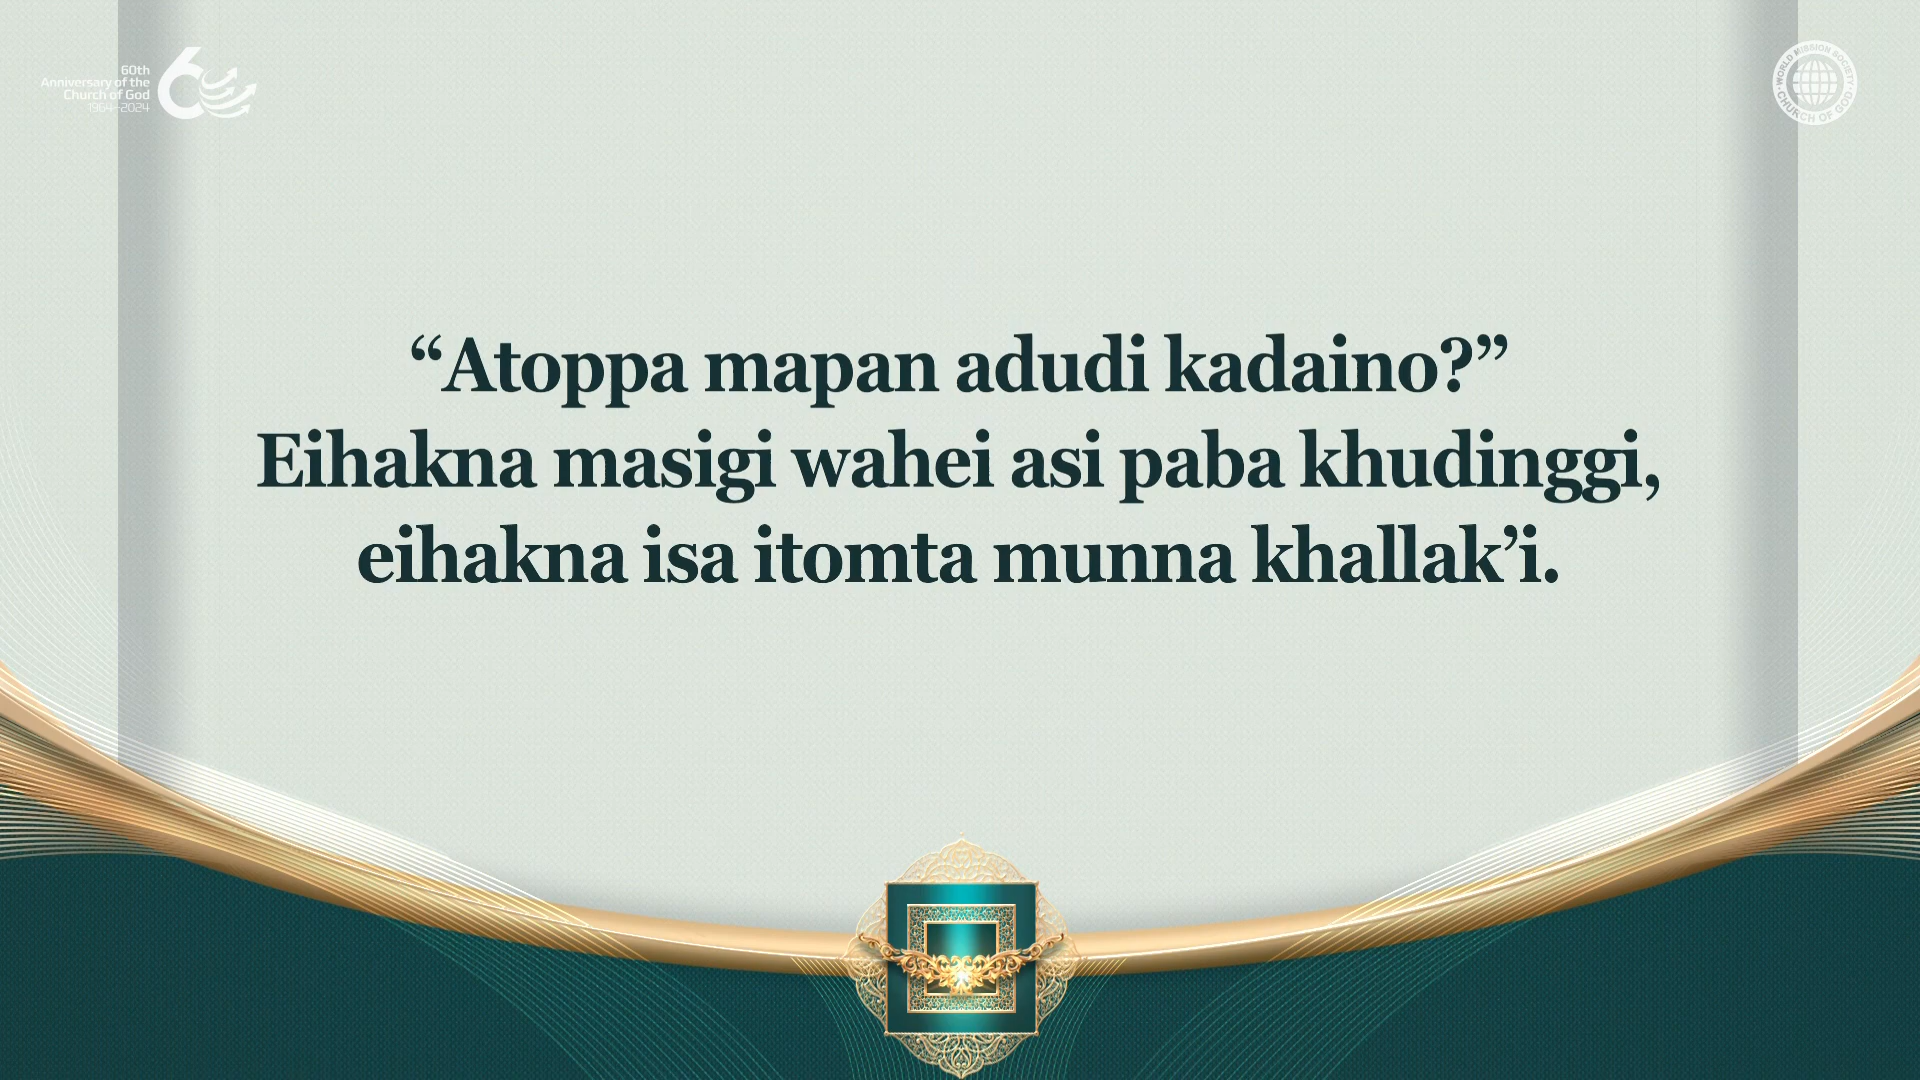 60th
Anniversary of the
Church of God
1964–2024
WORLD MISSION SOCIETY
CHURCH OF GOD
“Atoppa mapan adudi kadaino?”
Eihakna masigi wahei asi paba khudinggi,
eihakna isa itomta munna khallak’i.